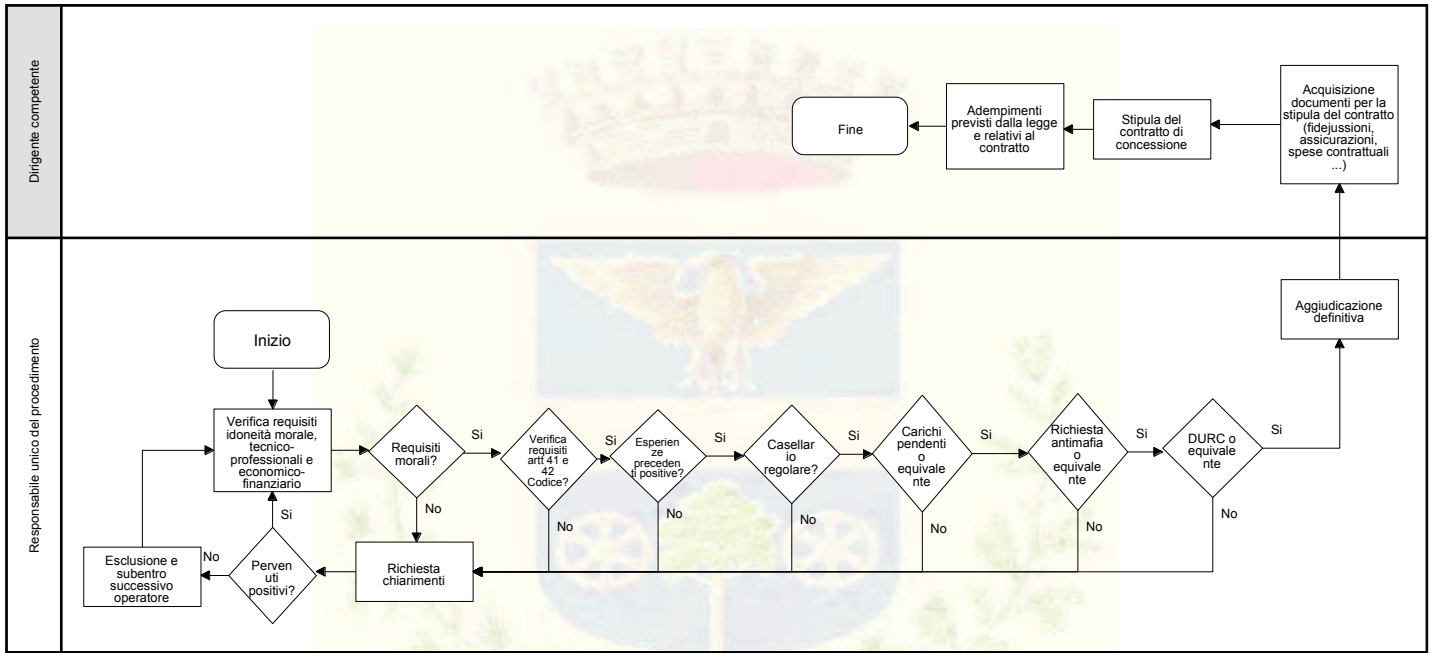 Dirigente competente
Fine
Adempimenti
previsti dalla legge
e relativi al
contratto
Stipula del
contratto di
concessione
Acquisizione
documenti per la
stipula del contratto
(fidejussioni,
assicurazioni,
spese contrattuali
...)
Responsabile unico del procedimento
Aggiudicazione
definitiva
Inizio
Verifica requisiti
idoneità morale,
tecnico-
professionali e
economico-
finanziario
Requisiti
morali?
Si
No
Verifica
requisiti
artt 41 e
42
Codice?
Si
No
Esperien
ze
preceden
ti positive?
Si
No
Casellar
io
regolare?
Si
No
Carichi
pendenti
o
equivale
nte
Si
No
Richiesta
antimafia
o
equivale
nte
Si
No
DURC o
equivale
nte
Si
No
Richiesta
chiarimenti
Perven
uti
positivi?
Si
No
Esclusione e
subentro
successivo
operatore